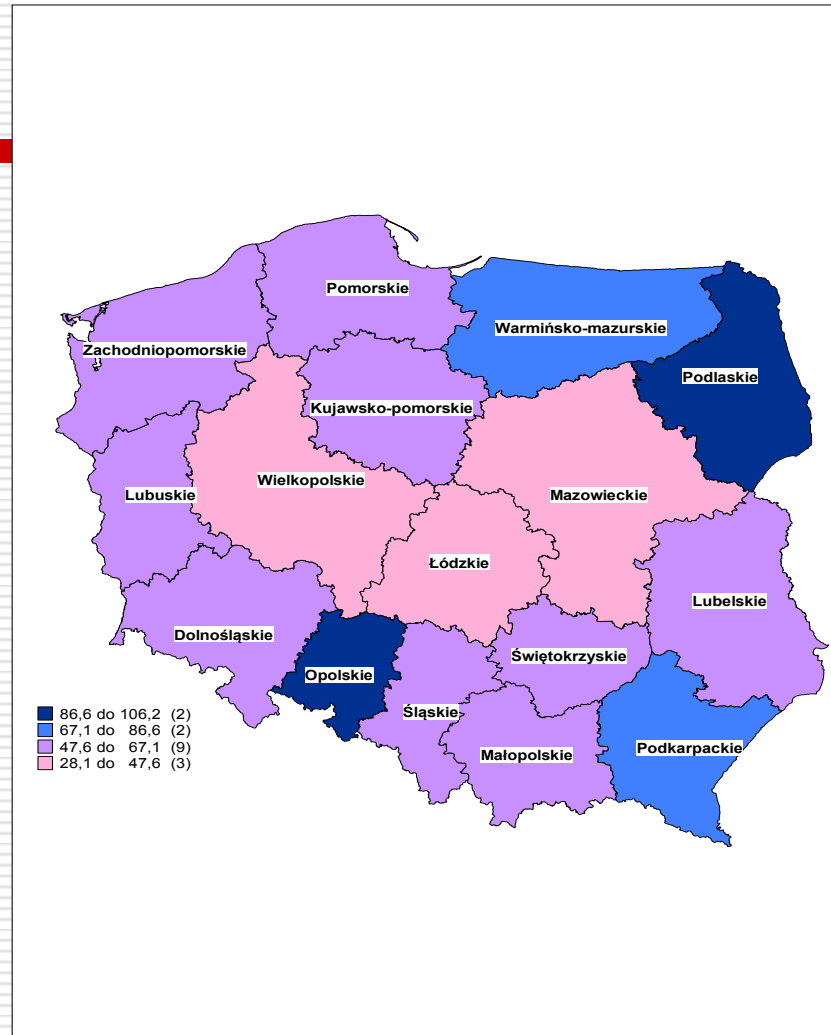 Pomorskie
Warmińsko-mazurskie
Zachodniopomorskie
Podlaskie
Kujawsko-pomorskie
Wielkopolskie
Lubuskie
Mazowieckie
Łódzkie
Lubelskie
Dolnośląskie
Świętokrzyskie
Opolskie
Śląskie
Małopolskie
Podkarpackie
86,6 do 106,2 (2)
67,1 do 86,6 (2)
47,6 do 67,1 (9)
28,1 do 47,6 (3)